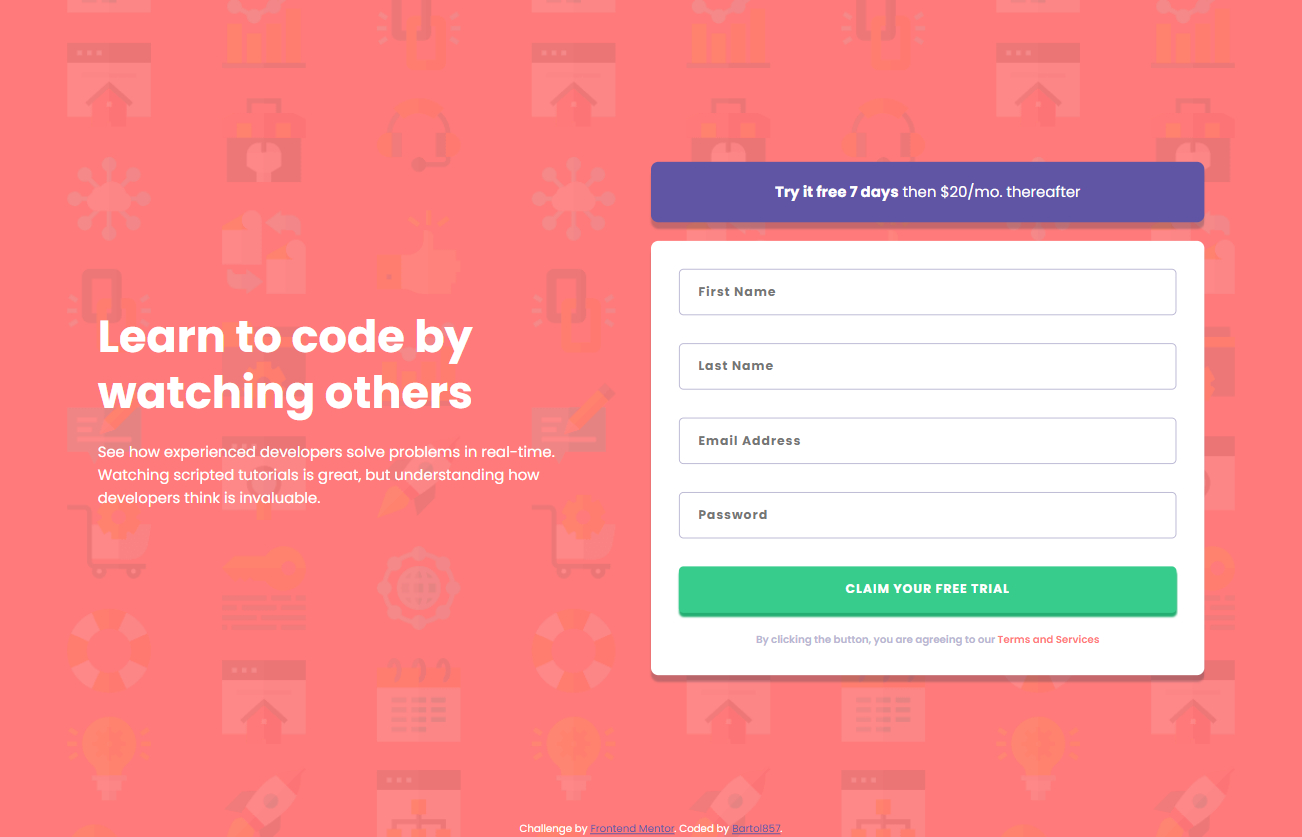 Learn to code by
watching others
See how experienced developers solve problems in real-time.
Watching scripted tutorials is great, but understanding how
developers think is invaluable.
Try it free 7 days then $20/mo. thereafter
First Name
Last Name
Email Address
Password
CLAIM YOUR FREE TRIAL
By clicking the button, you are agreeing to our Terms and Services
Challenge by Frontend Mentor. Coded by Bartol857.